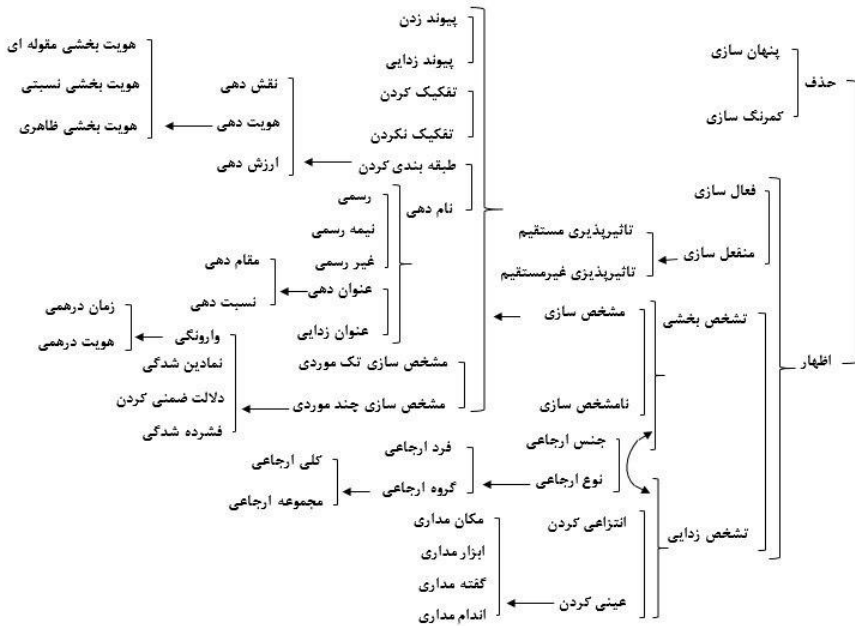 حذف
پنهان سازی
کمرنگ سازی
اظهار
فعال سازی
منفعل سازی
تاثیرپذیری مستقیم
تاثیرپذیزی غیرمستقیم
تشخص بخشی
مشخص سازی
پیوند زدن
پیوند زدایی
تفکیک کردن
تفکیک نکردن
طبقه بندی کردن
نقش دهی
هویت دهی
هویت بخشی مقوله ای
هویت بخشی نسبتی
هویت بخشی ظاهری
ارزش دهی
نام دهی
رسمی
نیمه رسمی
غیر رسمی
عنوان دهی
مقام دهی
نسبت دهی
عنوان زدایی
مشخص سازی تک موردی
مشخص سازی چند موردی
وارونگی
زمان درهمی
هویت درهمی
نمادین شدگی
دلالت ضمنی کردن
فشرده شدگی
نامشخص سازی
جنس ارجاعی
نوع ارجاعی
فرد ارجاعی
گروه ارجاعی
کلی ارجاعی
مجموعه ارجاعی
تشخص زدایی
انتزاعی کردن
عینی کردن
مکان مداری
ابزار مداری
گفته مداری
اندام مداری